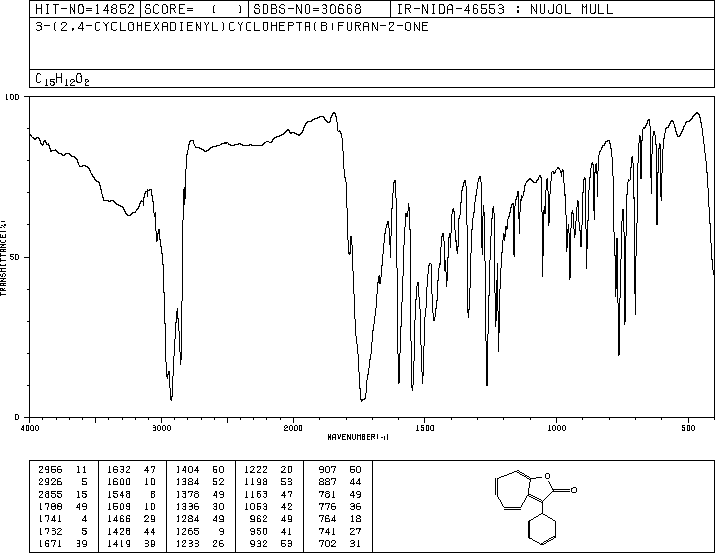 HIT-NO=14852 SCORE= ( ) SDBS-NO=30668 IR-NIDA-46553 : NUJOL MULL
3-(2,4-CYCLOHEXADIENYL)CYCLOHEPTA(B)FURAN-2-ONE
C15H12O2
100
50
0
TRANSMITTANCE(%)
4000 3000 2000 1500 1000 500
WAVENUMBER(-1)
2956 11 1632 47 1404 60 1222 20 907 50
2926 5 1600 10 1384 52 1198 53 887 44
2855 15 1548 8 1378 49 1163 47 781 49
1788 49 1509 10 1336 30 1053 42 776 36
1741 4 1466 29 1284 49 962 49 764 18
1732 5 1428 44 1265 9 950 41 741 27
1671 39 1419 39 1233 26 932 53 702 31
O
O